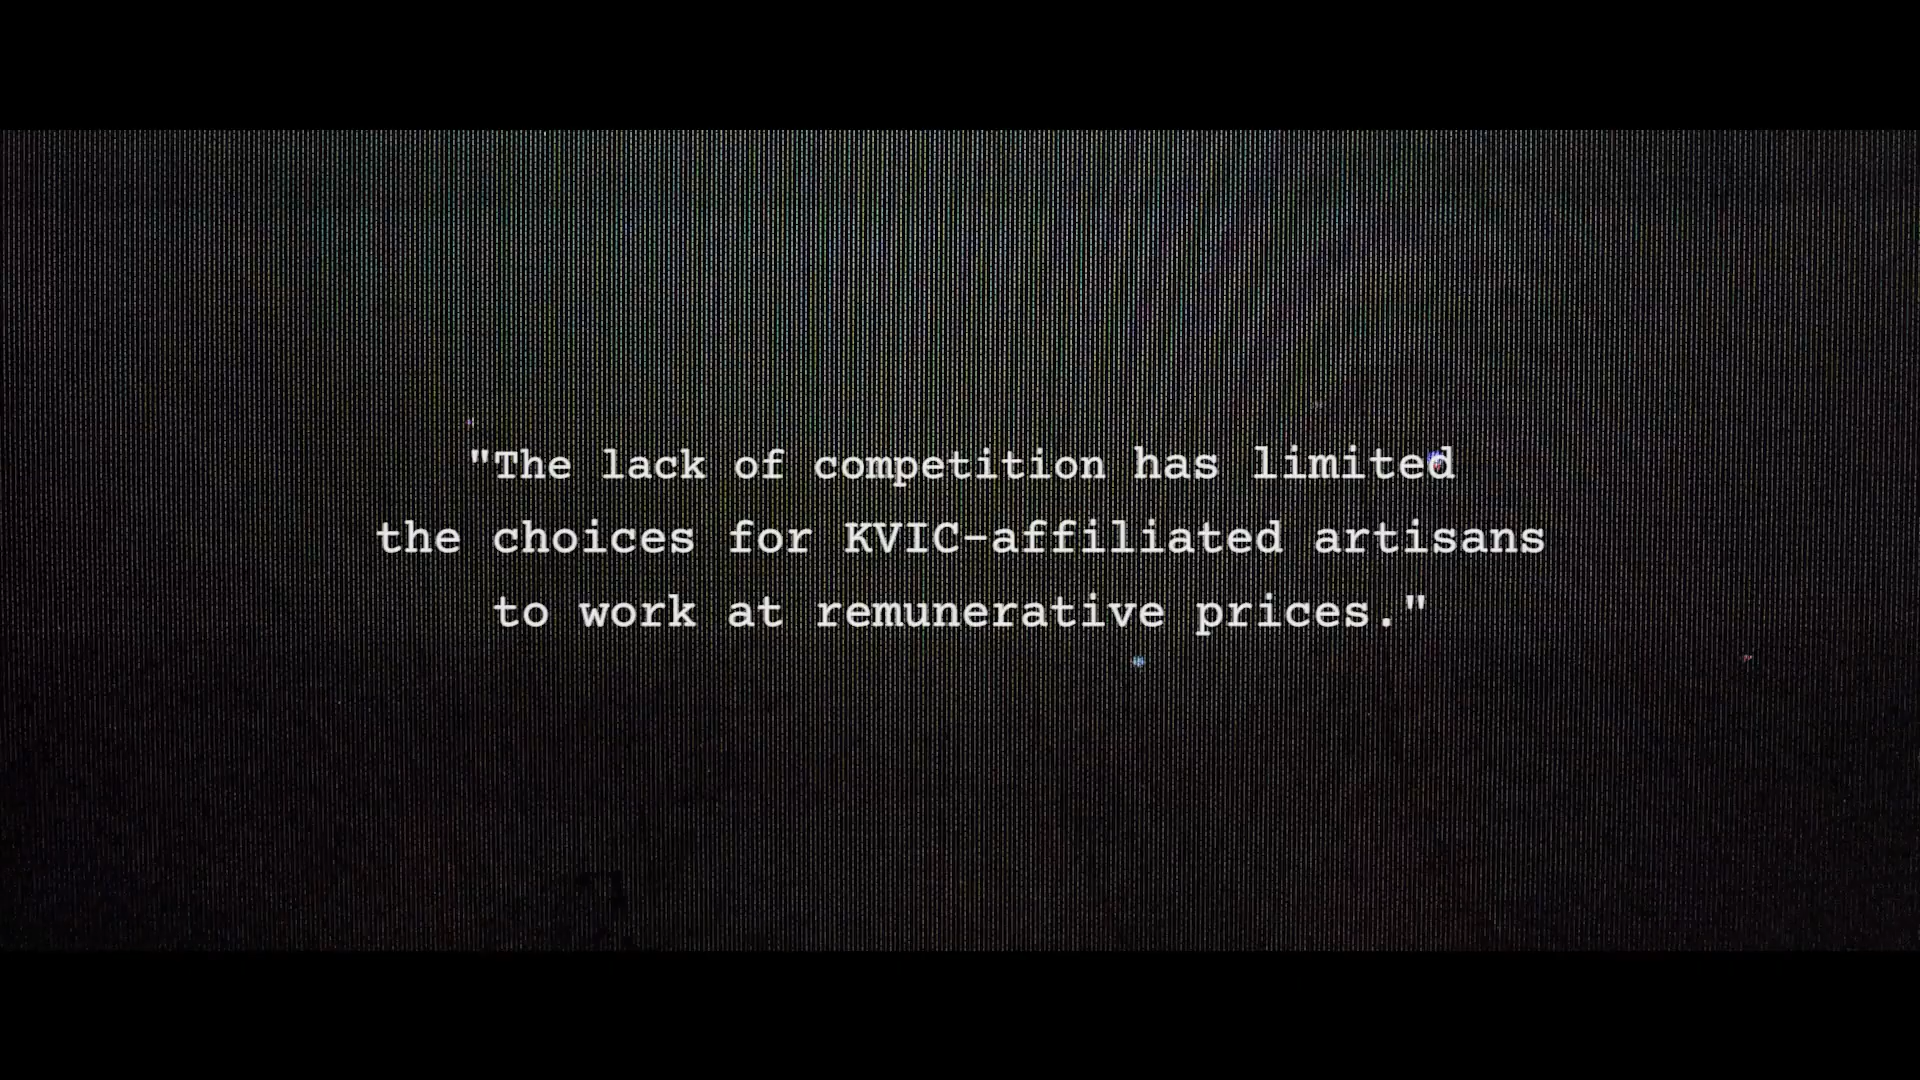 "The lack of competition has limited
the choices for KVIC-affiliated artisans
to work at remunerative prices."